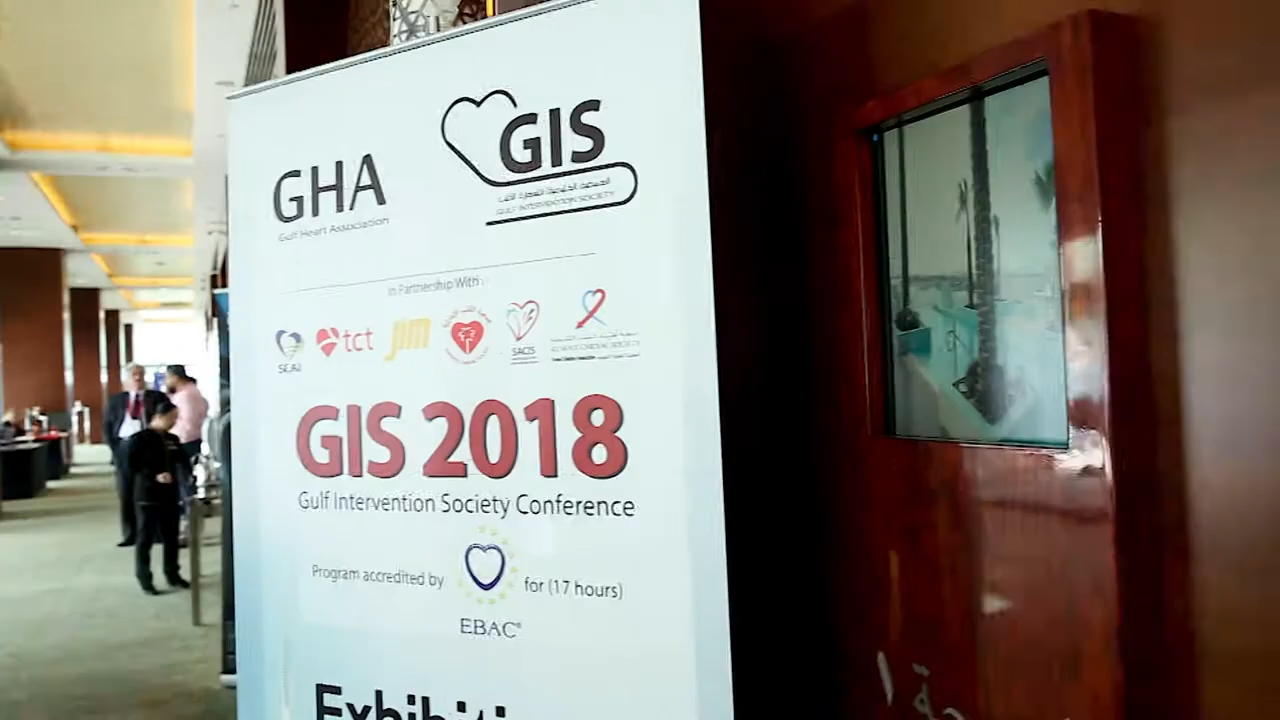 GHA
Gulf Heart Association
GIS
GULF INTERVENTION SOCIETY
In Partnership With:
tct
jim
SACIS
GIS 2018
Gulf Intervention Society Conference
Program accredited by
EBAC®
for (17 hours)